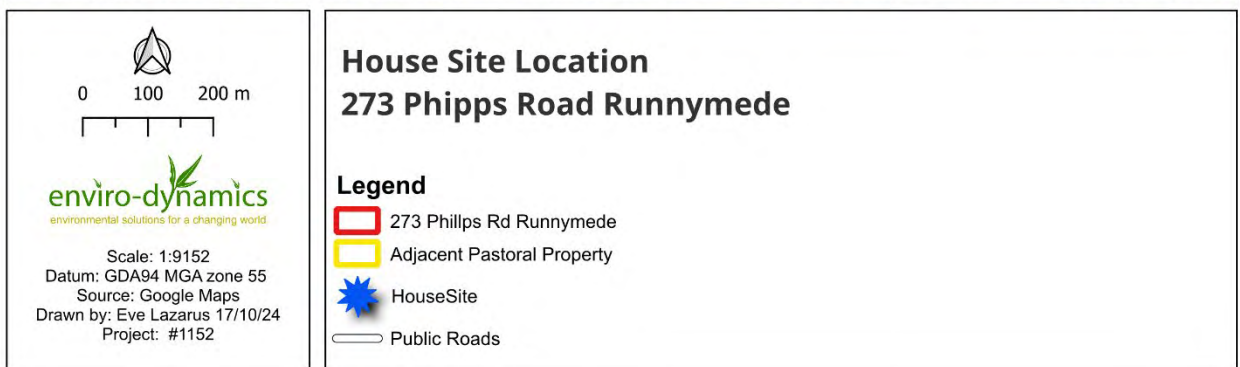 0 100 200 m
enviro-dynamics
environmental solutions for a changing world
Scale: 1:9152
Datum: GDA94 MGA zone 55
Source: Google Maps
Drawn by: Eve Lazarus 17/10/24
Project: #1152
House Site Location
273 Phipps Road Runnymede
Legend
273 Phillps Rd Runnymede
Adjacent Pastoral Property
HouseSite
Public Roads